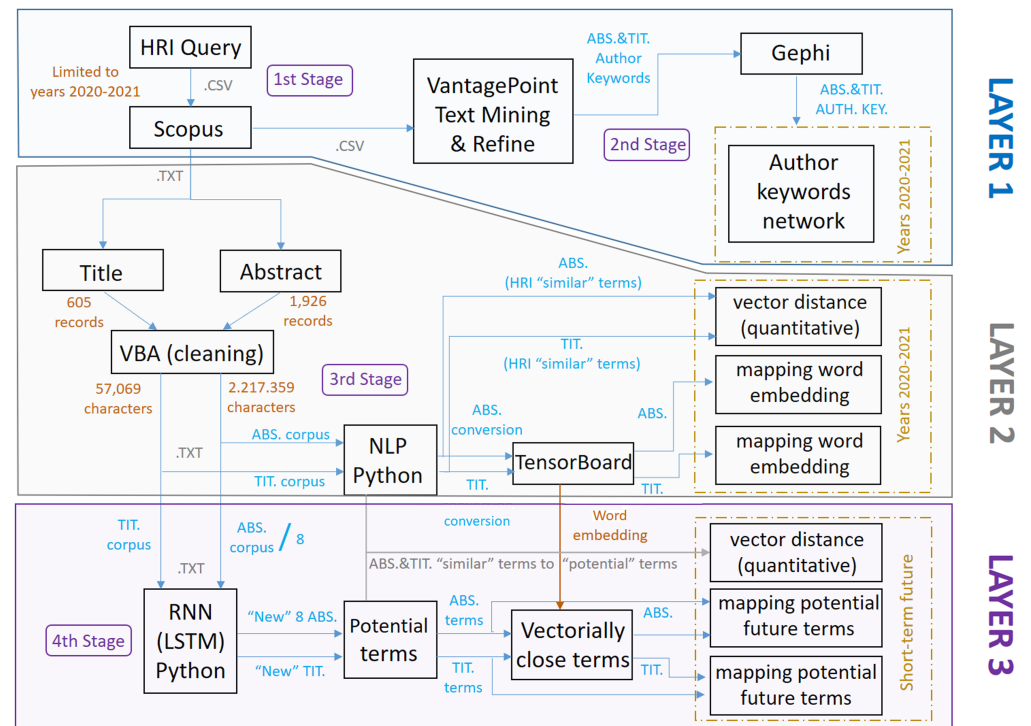 HRI Query
Limited to
years 2020-2021
.CSV
1st Stage
Scopus
.CSV
VantagePoint
Text Mining
& Refine
ABS.&TIT.
Author
Keywords
2nd Stage
Gephi
ABS.&TIT.
AUTH. KEY.
Author
keywords
network
Years 2020-2021
LAYER 1
.TXT
Title
Abstract
605
records
1,926
records
VBA (cleaning)
57,069
characters
2.217.359
characters
3rd Stage
ABS.
(HRI “similar” terms)
TIT.
(HRI “similar” terms)
ABS. corpus
.TXT
TIT. corpus
NLP
Python
ABS.
conversion
TIT.
TensorBoard
ABS.
TIT.
vector distance
(quantitative)
mapping word
embedding
mapping word
embedding
Years 2020-2021
LAYER 2
TIT.
corpus
ABS.
corpus / 8
.TXT
conversion
Word
embedding
ABS.&TIT. “similar” terms to “potential” terms
4th Stage
RNN
(LSTM)
Python
“New” 8 ABS.
“New” TIT.
Potential
terms
ABS.
terms
TIT.
terms
Vectorially
close terms
ABS.
TIT.
vector distance
(quantitative)
mapping potential
future terms
mapping potential
future terms
Short-term future
LAYER 3